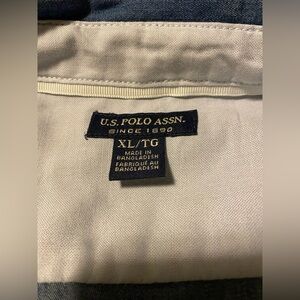 U.S. POLO ASSN.
SINCE 1890
XL/TG
MADE IN
BANGLADESH
FABRIQUÉ AU
BANGLADESH